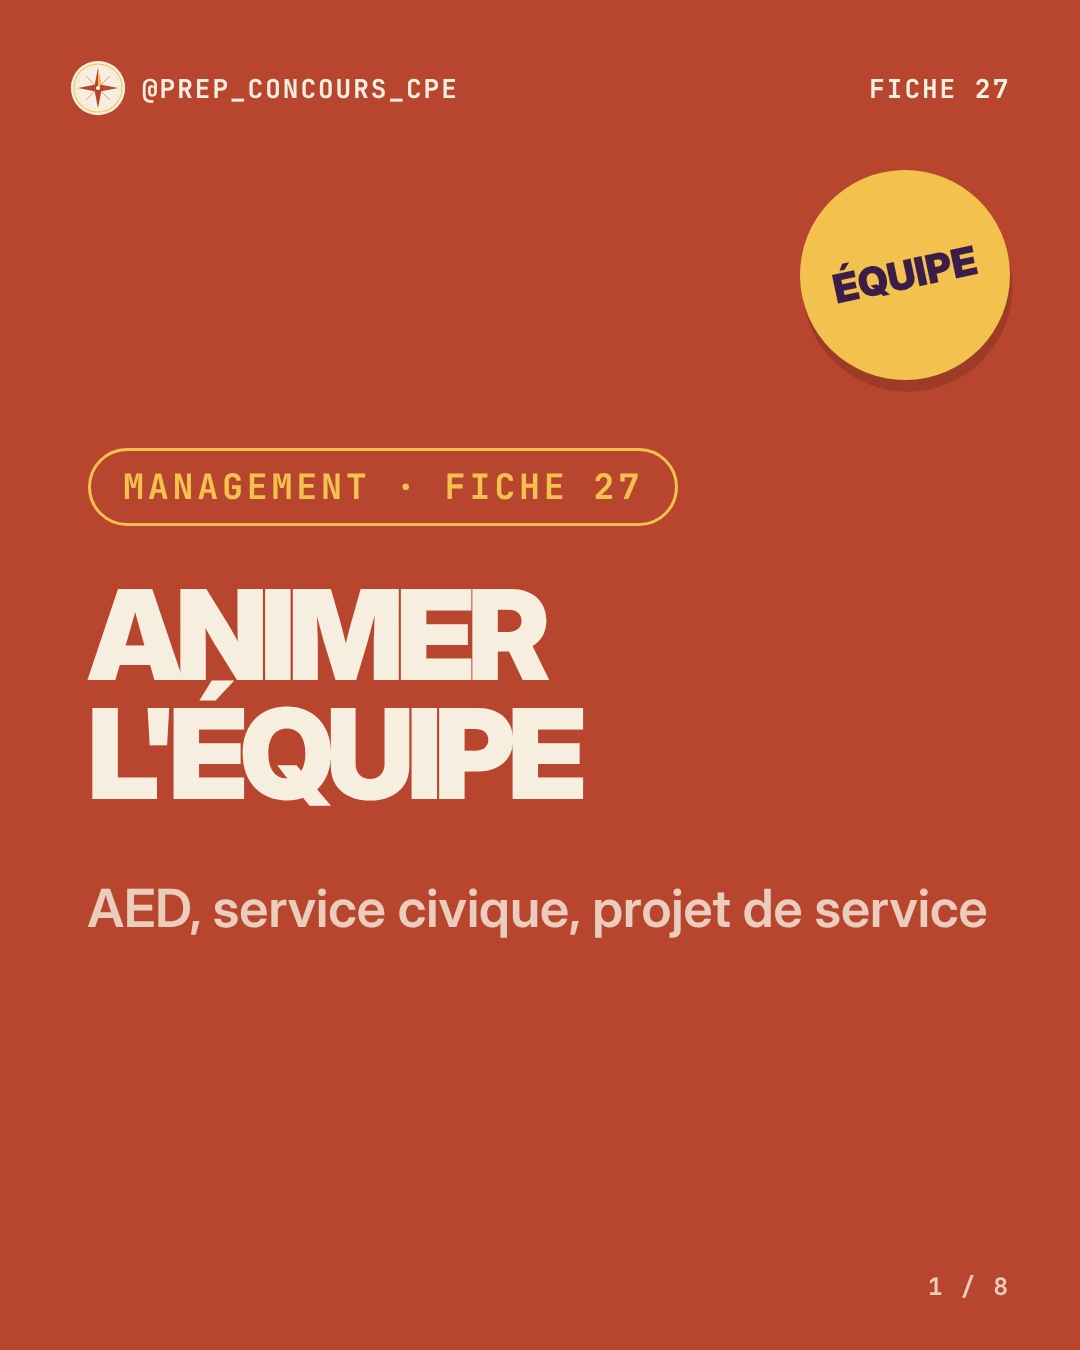 @PREP_CONCOURS_CPE
FICHE 27
ÉQUIPE
MANAGEMENT · FICHE 27
ANIMER
L'ÉQUIPE
AED, service civique, projet de service
1 / 8